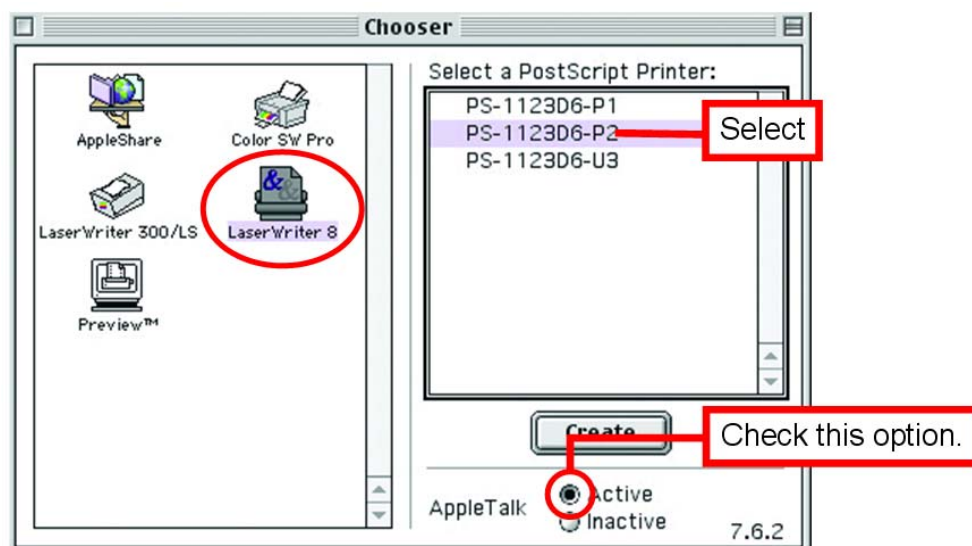 Chooser
AppleShare
Color SW Pro
LaserWriter 300/LS
LaserWriter 8
Preview™
Select a PostScript Printer:
PS-1123D6-P1
PS-1123D6-P2
PS-1123D6-U3
Select
Create
Check this option.
AppleTalk
Active
Inactive
7.6.2